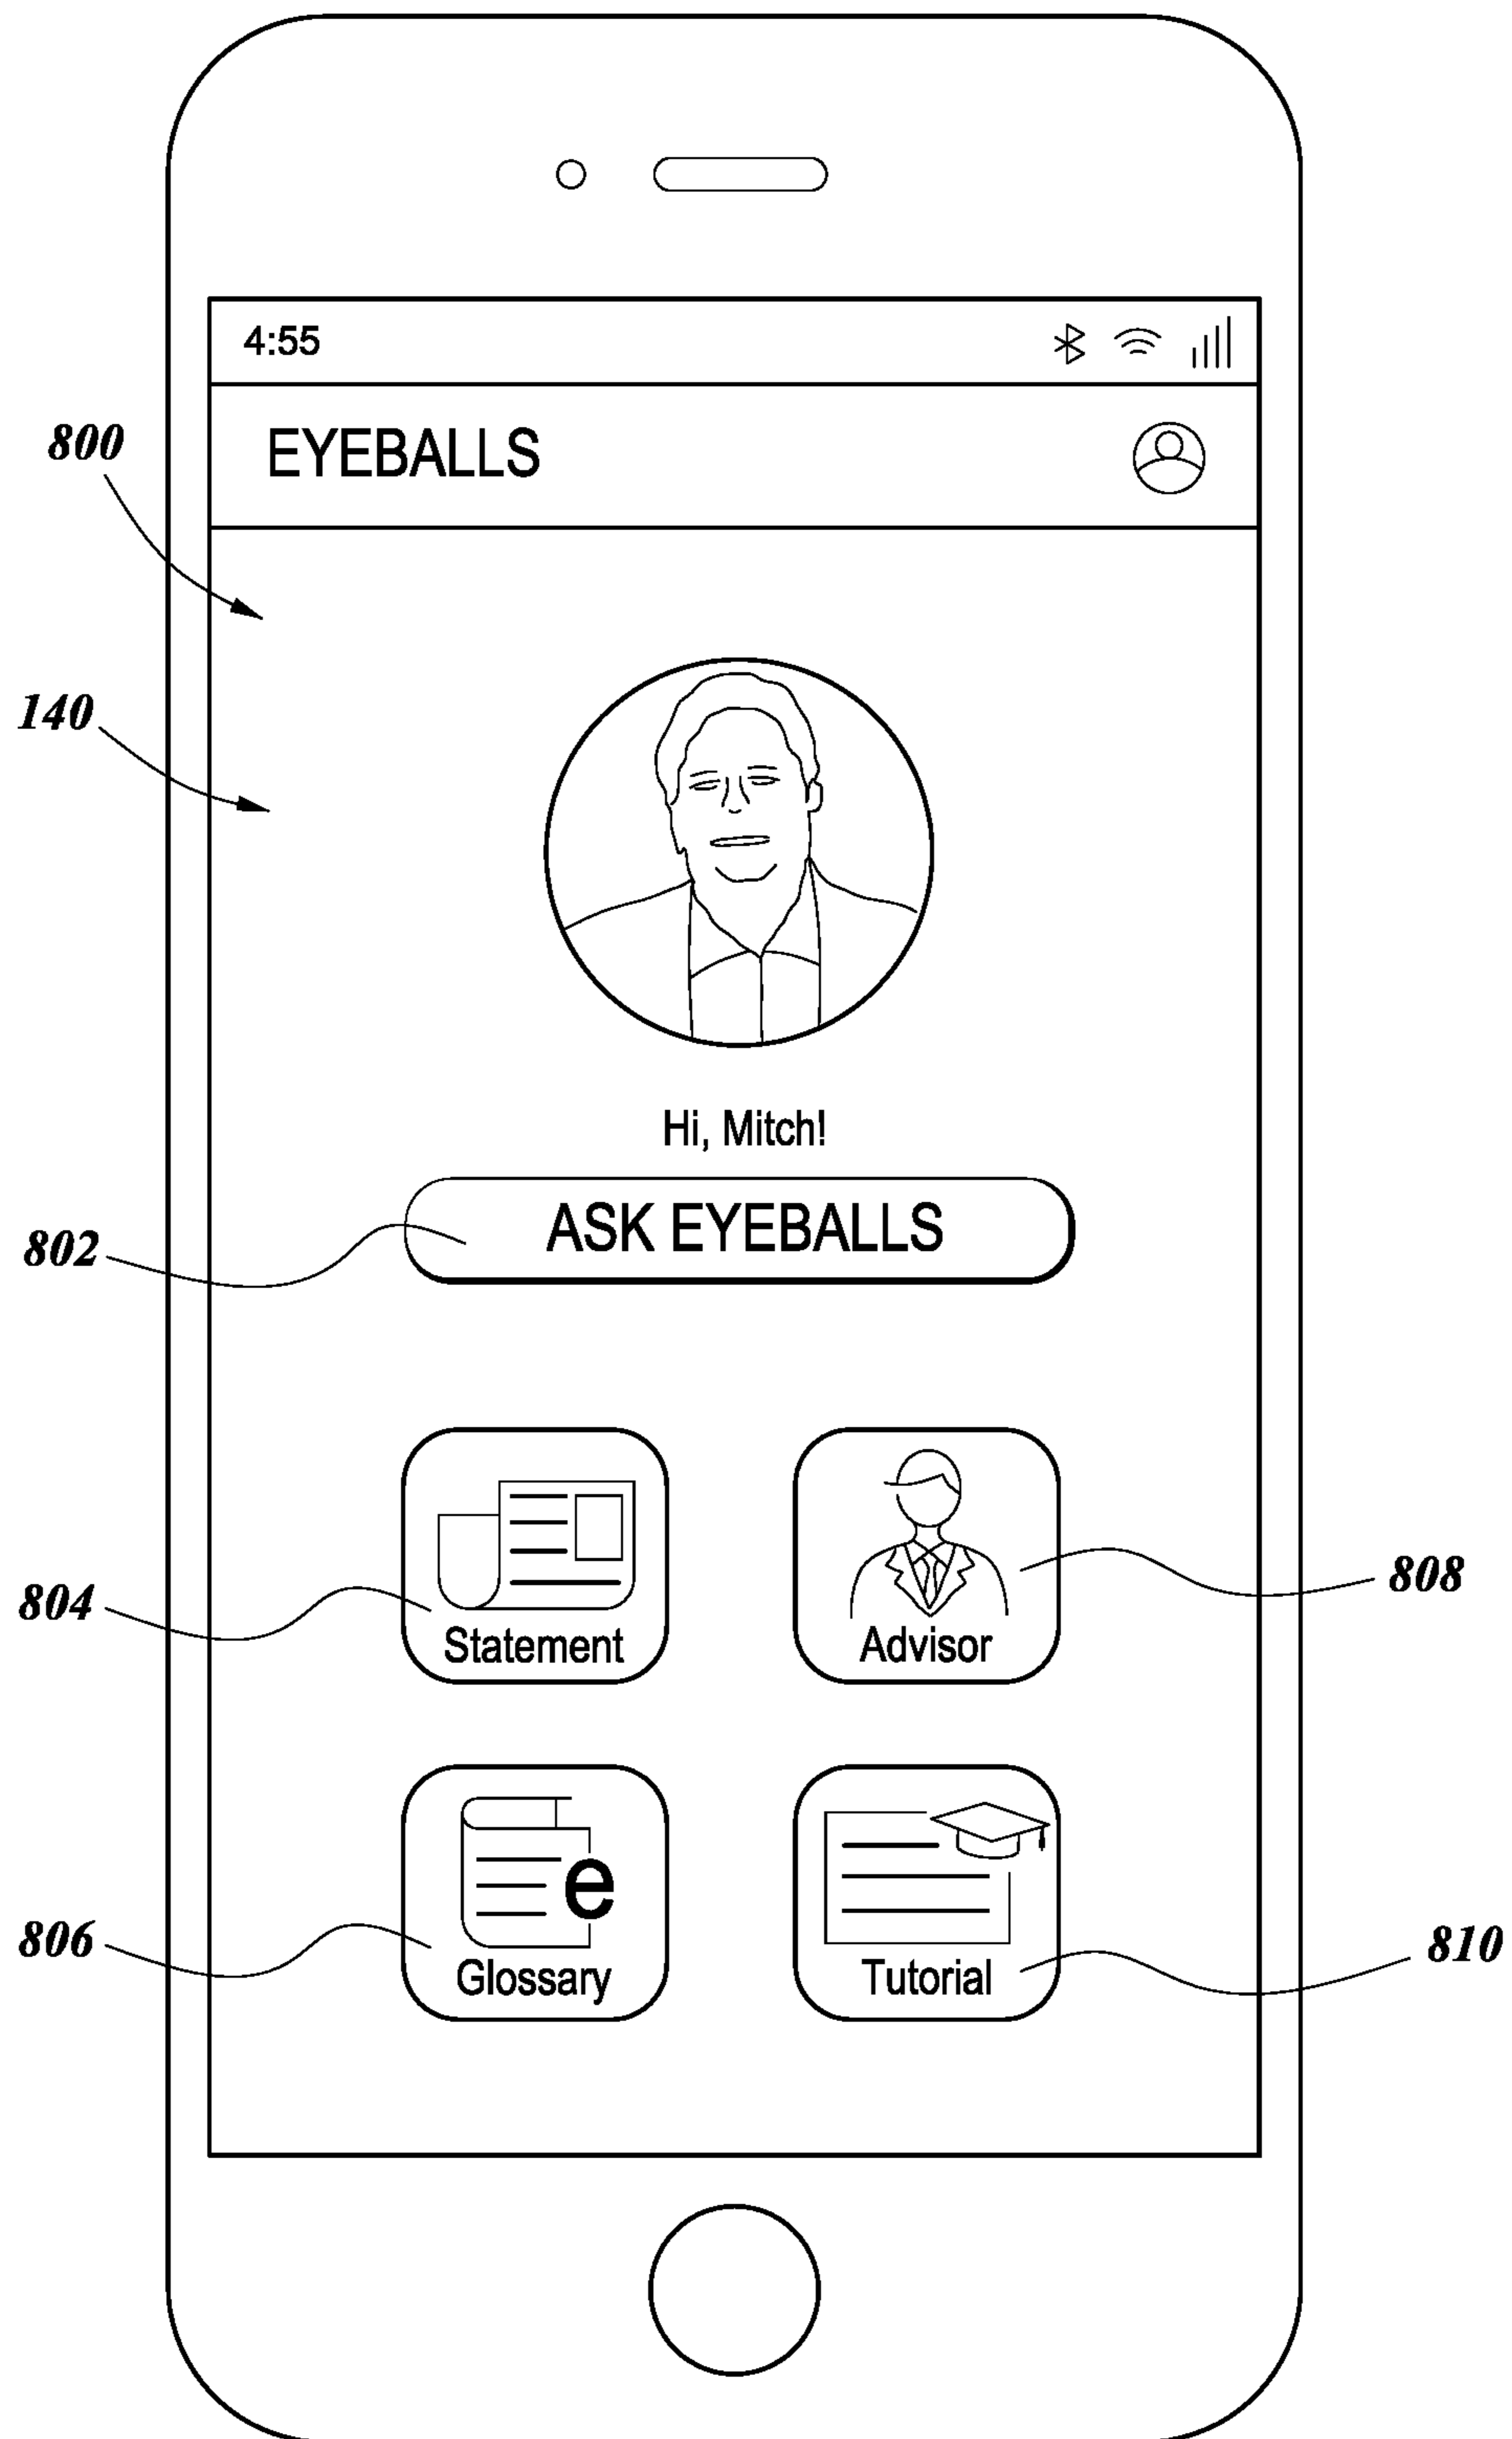 4:55
800
EYEBALLS
140
Hi, Mitch!
802
ASK EYEBALLS
804
Statement
Advisor
808
806
e
Glossary
Tutorial
810